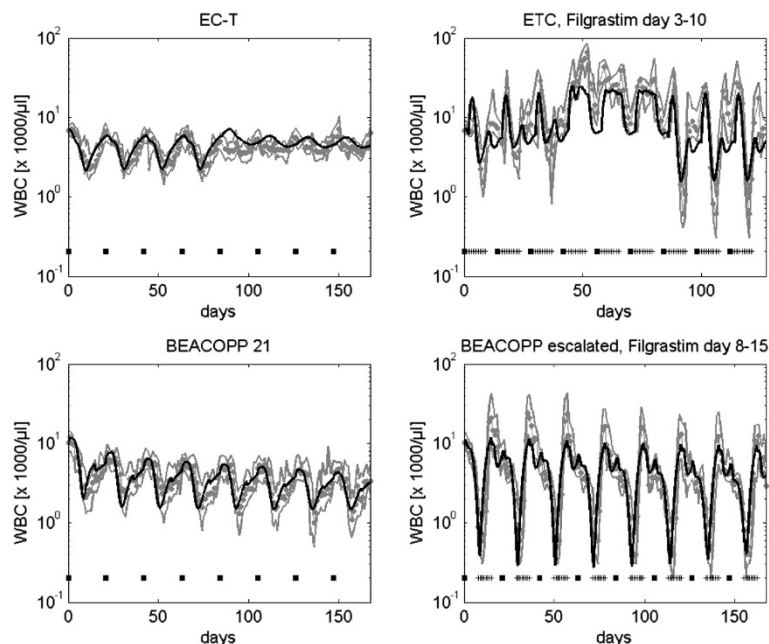 EC-T
WBC [x 1000/µl]
10²
10¹
10⁰
10⁻¹
0 50 100 150
days
ETC, Filgrastim day 3-10
WBC [x 1000/µl]
10²
10¹
10⁰
10⁻¹
0 50 100
days
BEACOPP 21
WBC [x 1000/µl]
10²
10¹
10⁰
10⁻¹
0 50 100 150
days
BEACOPP escalated, Filgrastim day 8-15
WBC [x 1000/µl]
10²
10¹
10⁰
10⁻¹
0 50 100 150
days